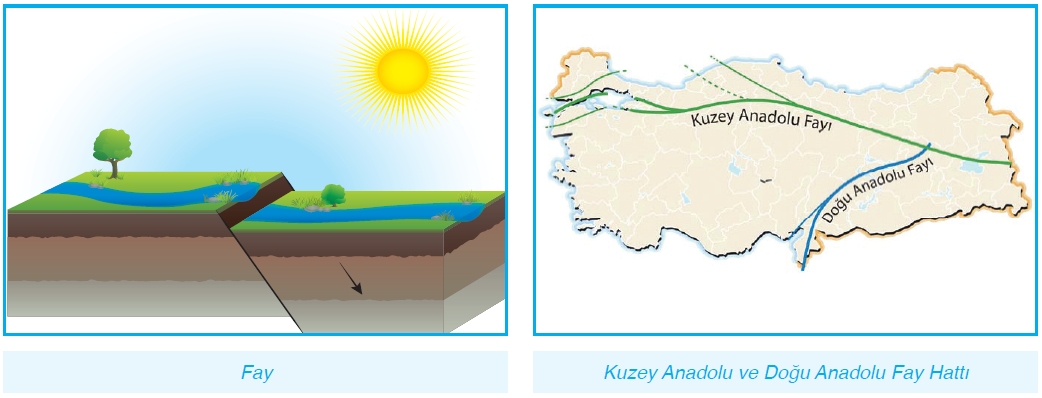 Kuzey Anadolu Fayı
Doğu Anadolu Fayı
Fay
Kuzey Anadolu ve Doğu Anadolu Fay Hattı